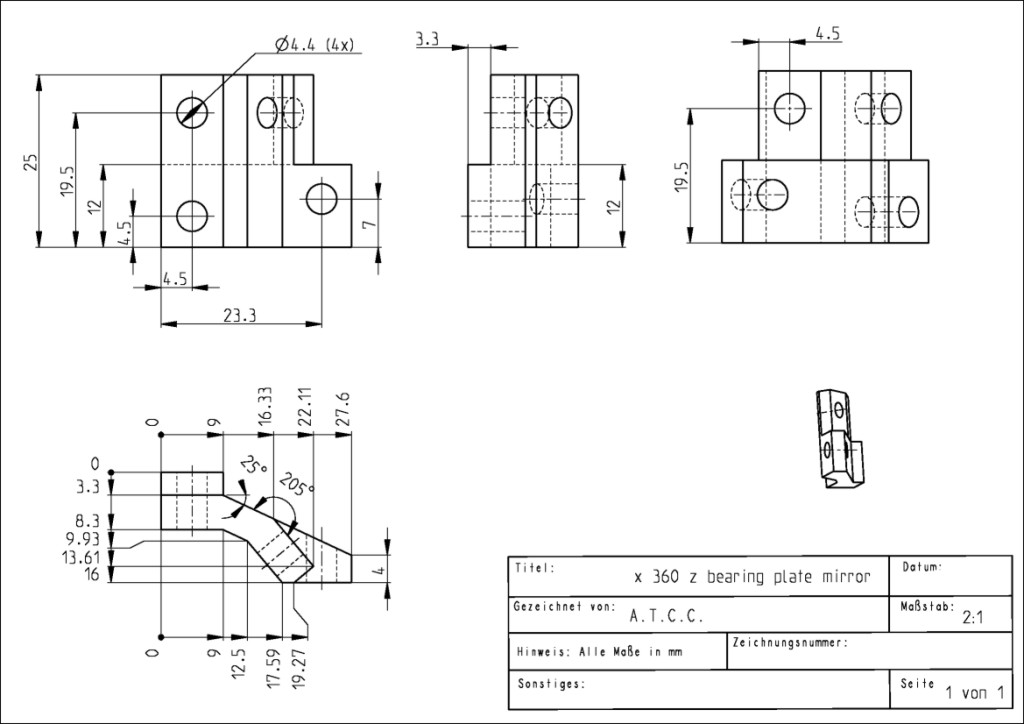 Ø4.4 (4x)
3.3
4.5
25
19.5
12
4.5
7
4.5
23.3
12
19.5
0
9
16.33
22.11
27.6
0
3.3
8.3
9.93
13.61
16
25°
205°
4
0
9
12.5
17.59
19.27
Titel:
x 360 z bearing plate mirror
Datum:
Gezeichnet von:
A.T.C.C.
Maßstab:
2:1
Hinweis: Alle Maße in mm
Zeichnungsnummer:
Sonstiges:
Seite
1 von 1